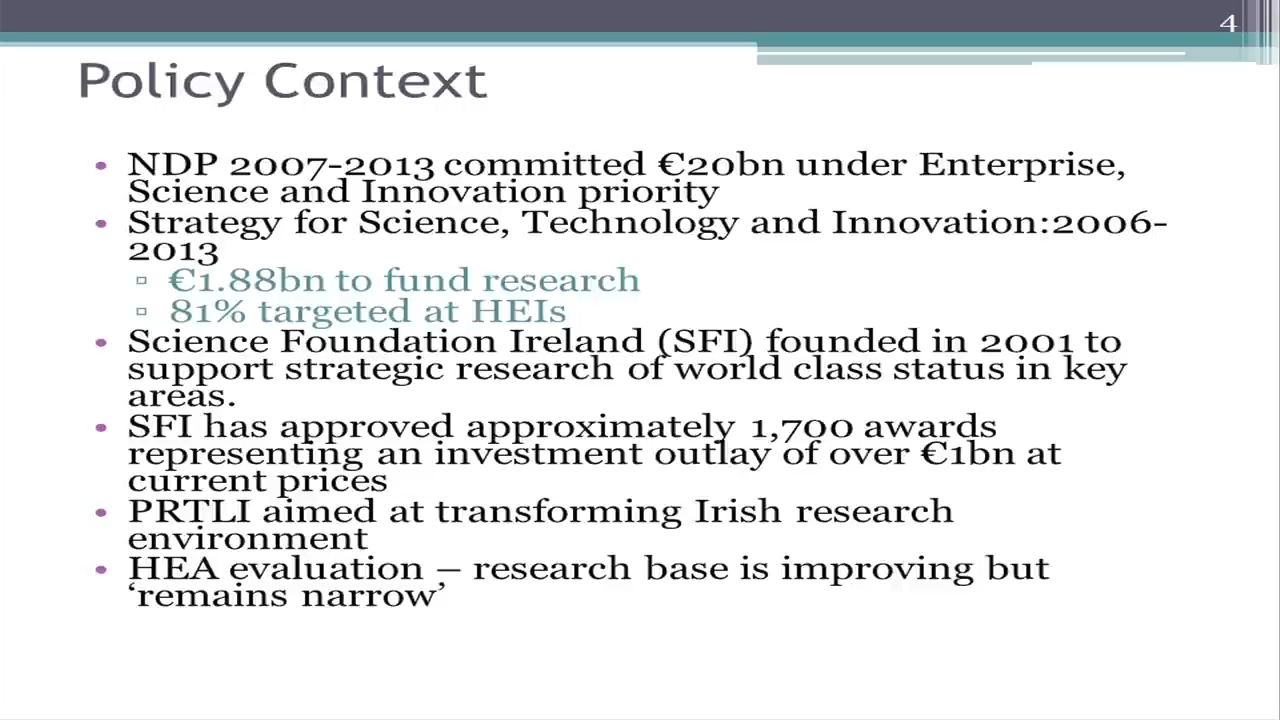 4
Policy Context
• NDP 2007-2013 committed €20bn under Enterprise,
Science and Innovation priority
• Strategy for Science, Technology and Innovation:2006-
2013
▫ €1.88bn to fund research
▫ 81% targeted at HEIs
• Science Foundation Ireland (SFI) founded in 2001 to
support strategic research of world class status in key
areas.
• SFI has approved approximately 1,700 awards
representing an investment outlay of over €1bn at
current prices
• PRTLI aimed at transforming Irish research
environment
• HEA evaluation – research base is improving but
‘remains narrow’